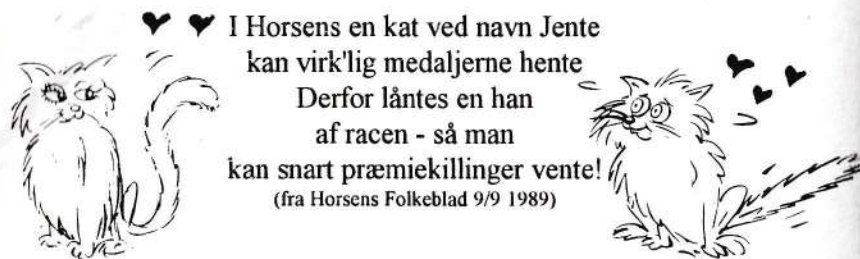 I Horsens en kat ved navn Jente
kan virk'lig medaljerne hente
Derfor låntes en han
af racen - så man
kan snart præmiekillinger vente!
(fra Horsens Folkeblad 9/9 1989)